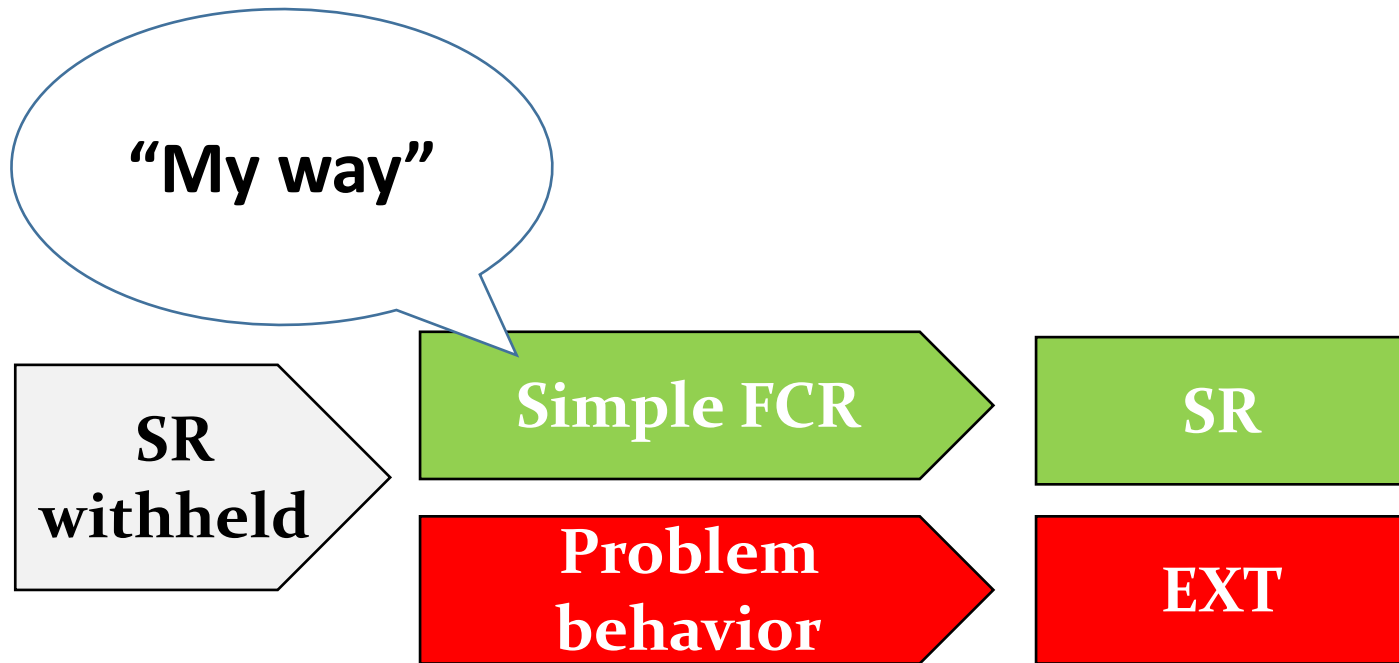 “My way”
SR
withheld
Simple FCR
SR
Problem
behavior
EXT